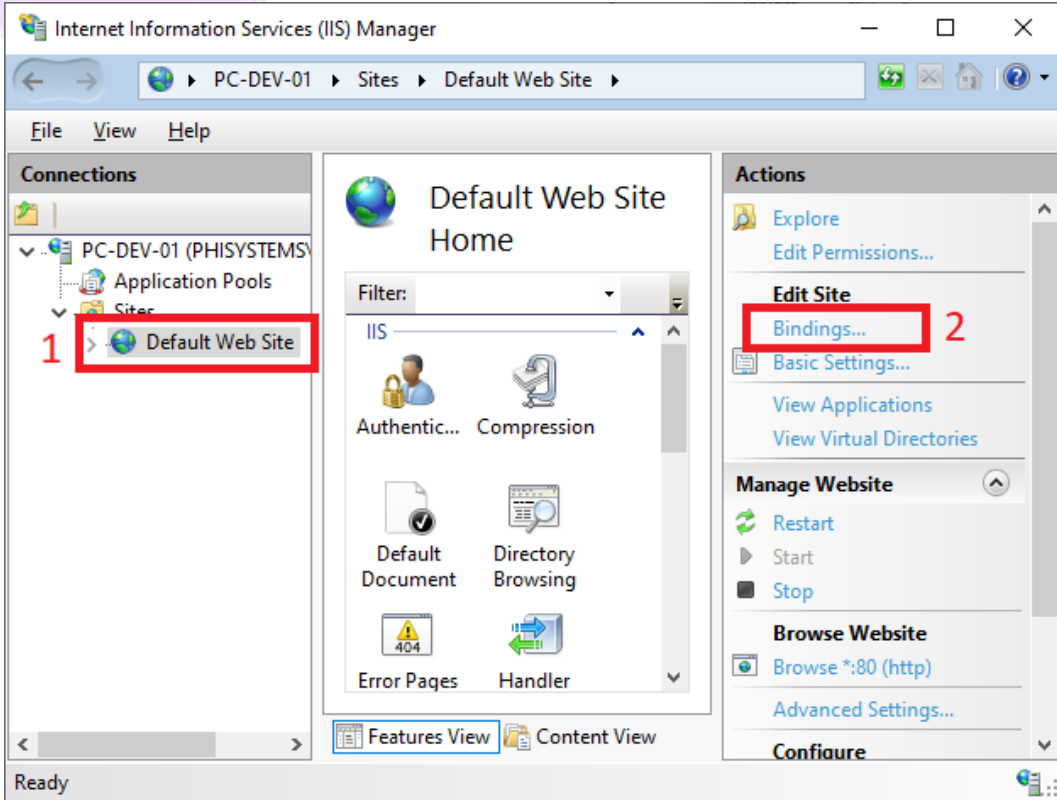 Internet Information Services (IIS) Manager
PC-DEV-01 Sites Default Web Site
File View Help
Connections
PC-DEV-01 (PHISYSTEMS\
Application Pools
Sites
1
Default Web Site
Default Web Site
Home
Filter:
IIS
Authentic... Compression
Default
Document
Directory
Browsing
404
Error Pages Handler
Features View Content View
Actions
Explore
Edit Permissions...
Edit Site
Bindings... 2
Basic Settings...
View Applications
View Virtual Directories
Manage Website
Restart
Start
Stop
Browse Website
Browse *:80 (http)
Advanced Settings...
Configure
Ready